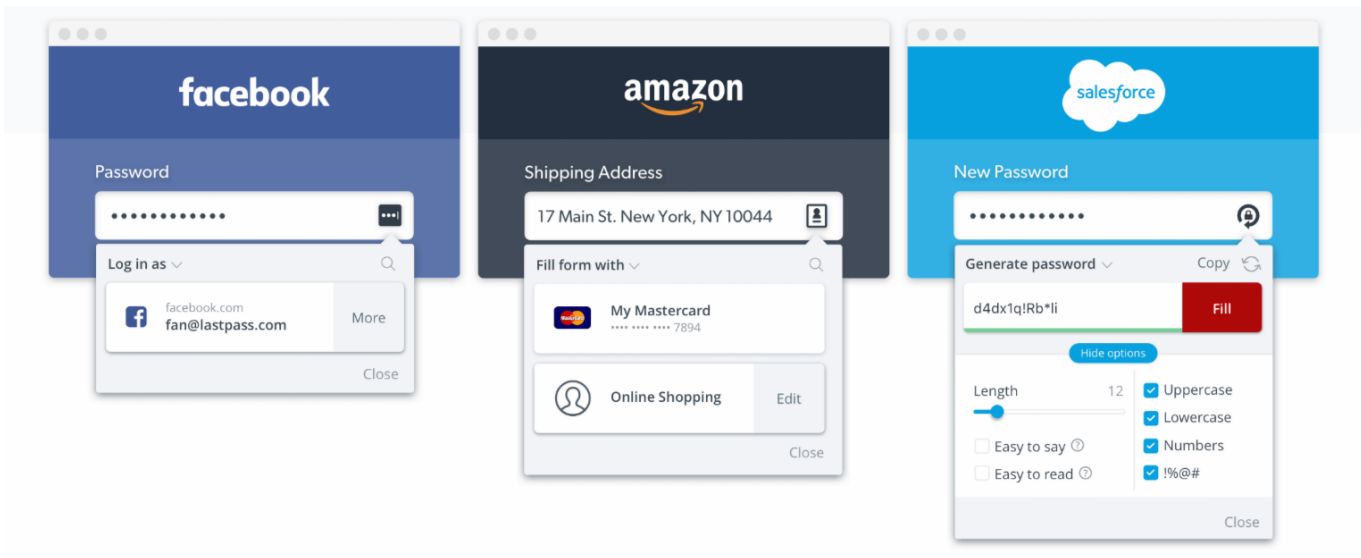 facebook
Password
••••••••••••
Log in as
facebook.com
fan@lastpass.com
More
Close
amazon
Shipping Address
17 Main St. New York, NY 10044
Fill form with
My Mastercard
•••• •••• •••• 7894
Online Shopping
Edit
Close
salesforce
New Password
••••••••••••
Generate password
Copy
d4dx1q!Rb*li
Fill
Hide options
Length 12
Easy to say ?
Easy to read ?
Uppercase
Lowercase
Numbers
!%@#
Close